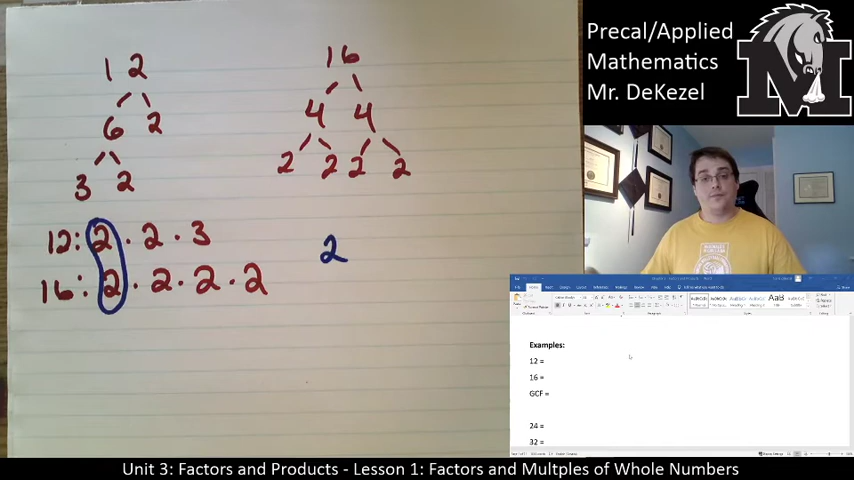 Precal/Applied
Mathematics
Mr. DeKezel
M
12
6 2
3 2
16
4 4
2 2 2 2
12: 2 · 2 · 3
16: 2 · 2 · 2 · 2
2
Examples:
12 =
16 =
GCF =
24 =
32 =
Unit 3: Factors and Products - Lesson 1: Factors and Multples of Whole Numbers